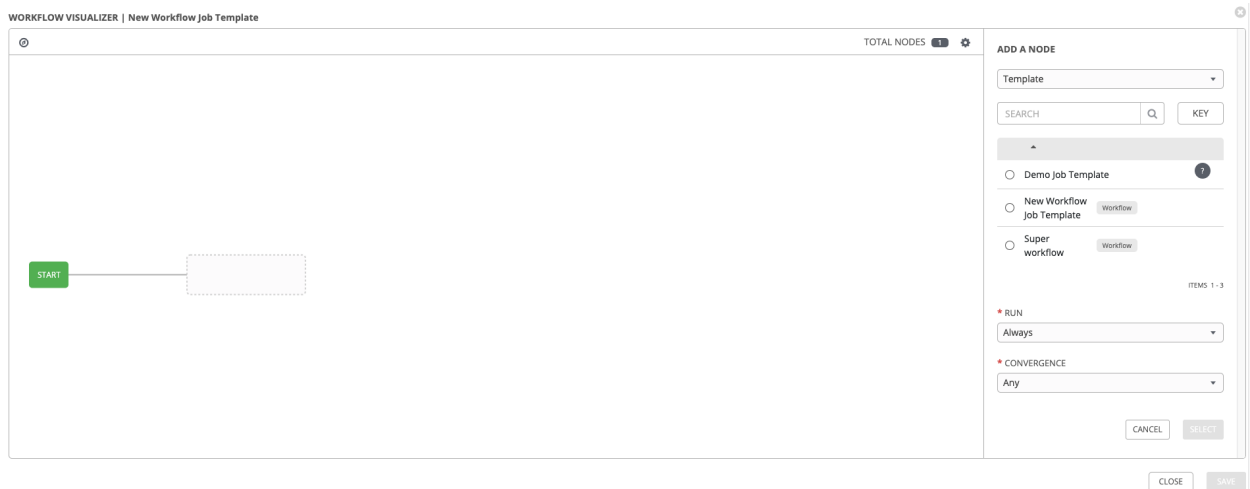 WORKFLOW VISUALIZER | New Workflow Job Template
TOTAL NODES 1
ADD A NODE
Template
SEARCH
KEY
Demo Job Template
?
New Workflow
Job Template
Workflow
Super
workflow
Workflow
ITEMS 1 - 3
START
* RUN
Always
* CONVERGENCE
Any
CANCEL
SELECT
CLOSE
SAVE